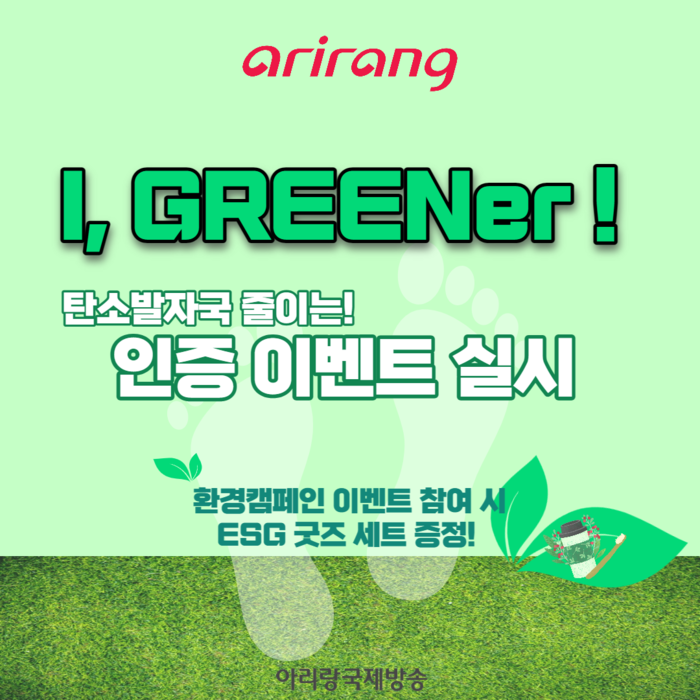 arirang
I, GREENer !
탄소발자국 줄이는!
인증 이벤트 실시
환경캠페인 이벤트 참여 시
ESG 굿즈 세트 증정!
아리랑국제방송